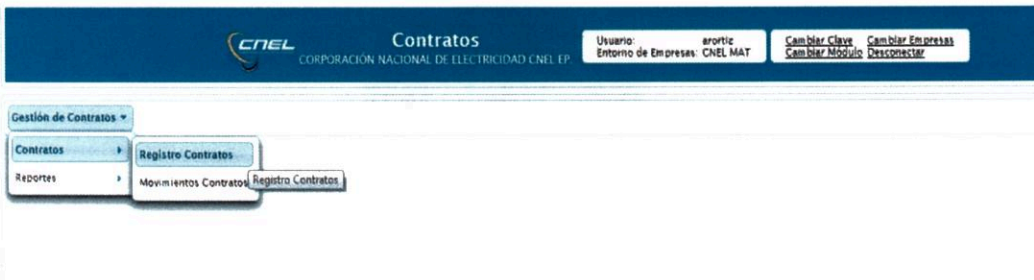 CNEL
Contratos
CORPORACIÓN NACIONAL DE ELECTRICIDAD CNEL EP
Usuario: arortiz
Entorno de Empresas: CNEL MAT
Cambiar Clave Cambiar Empresas
Cambiar Módulo Desconectar
Gestión de Contratos
Contratos
Registro Contratos
Reportes
Movimientos Contratos
Registro Contratos